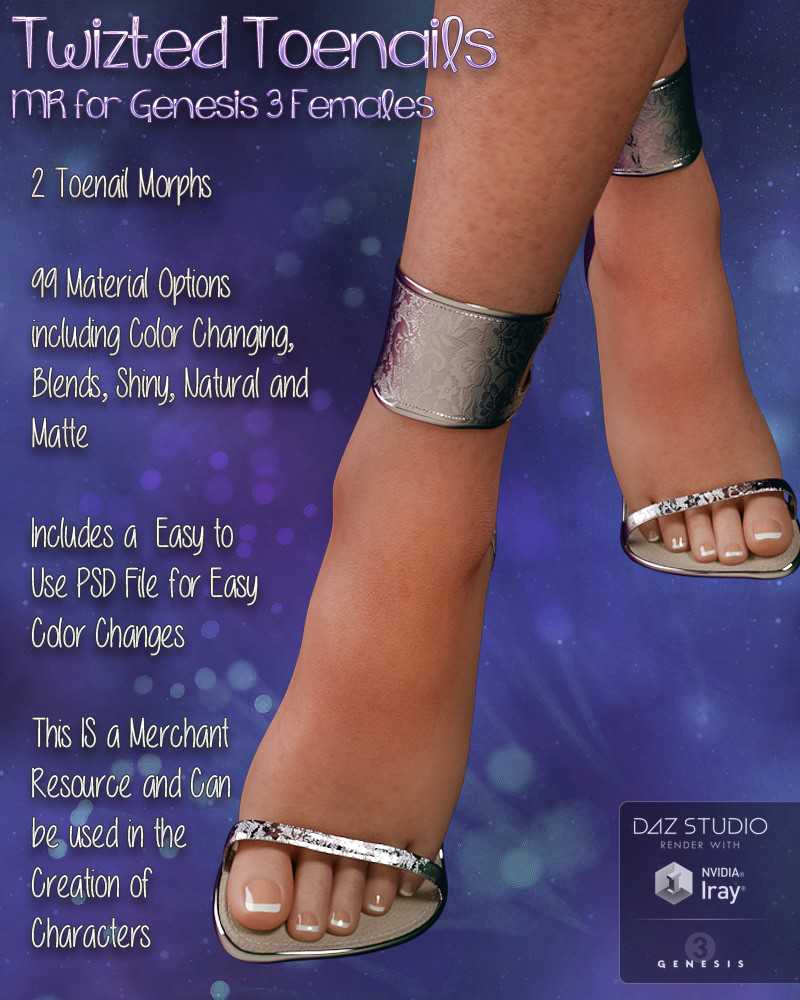 Twizted Toenails
MR for Genesis 3 Females
2 Toenail Morphs
99 Material Options
including Color Changing,
Blends, Shiny, Natural and
Matte
Includes a Easy to
Use PSD File for Easy
Color Changes
This IS a Merchant
Resource and Can
be used in the
Creation of
Characters
DAZ STUDIO
RENDER WITH
NVIDIA®
Iray®
3
GENESIS